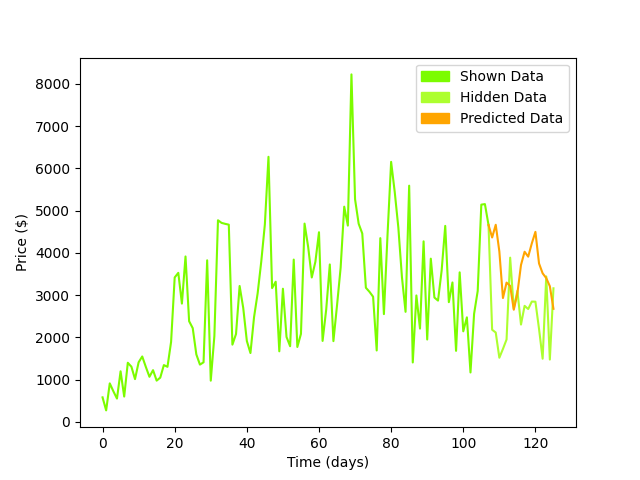 Shown Data
Hidden Data
Predicted Data
8000
7000
6000
5000
4000
3000
2000
1000
0
Price ($)
0 20 40 60 80 100 120
Time (days)